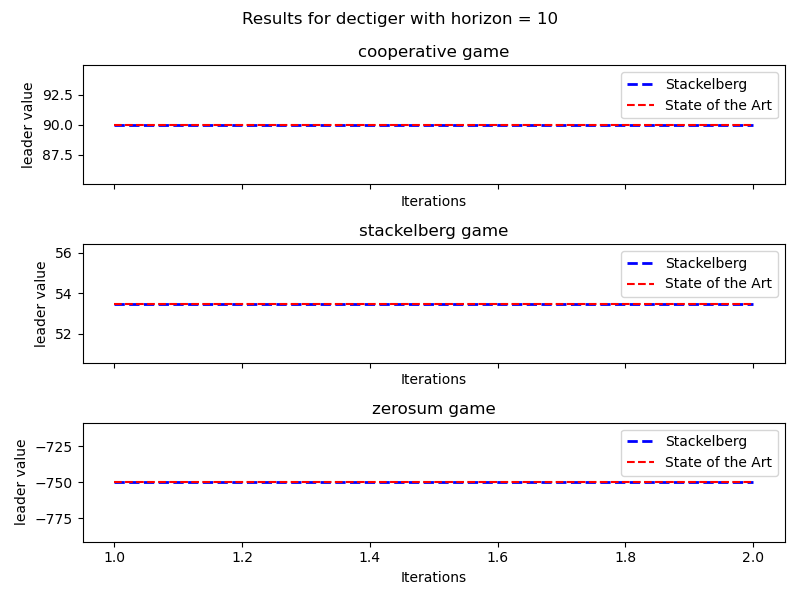 Results for dectiger with horizon = 10
cooperative game
leader value
92.5
90.0
87.5
Stackelberg
State of the Art
Iterations
stackelberg game
leader value
56
54
52
Stackelberg
State of the Art
Iterations
zerosum game
leader value
−725
−750
−775
Stackelberg
State of the Art
1.0 1.2 1.4 1.6 1.8 2.0
Iterations